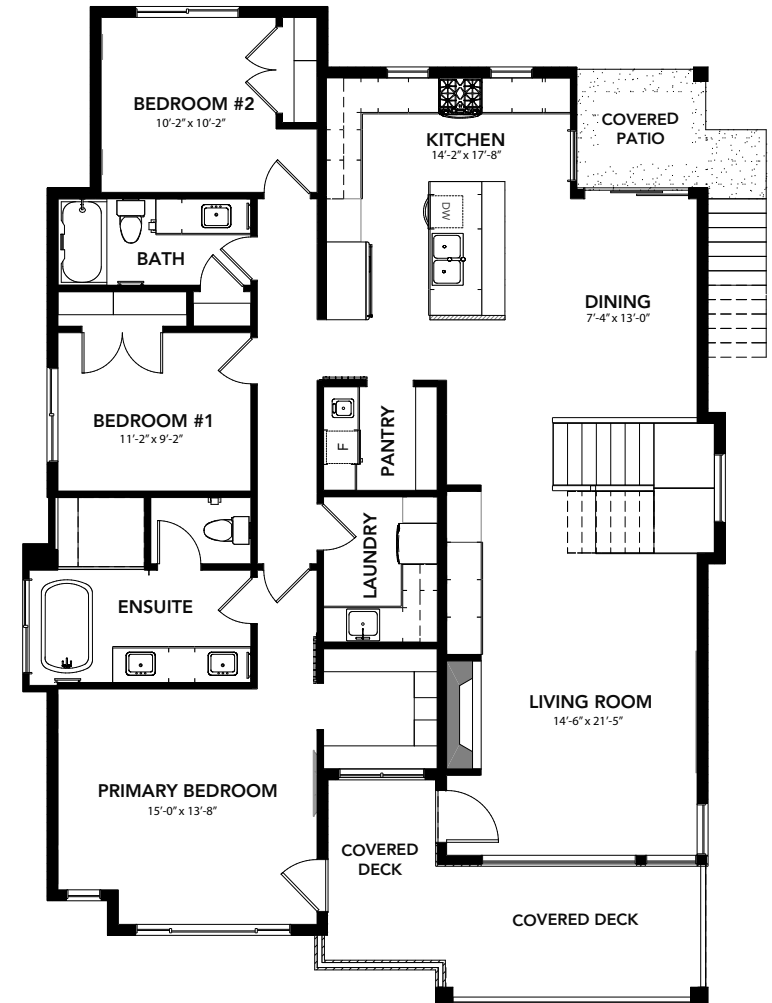 BEDROOM #2
10'-2" x 10'-2"
KITCHEN
14'-2" x 17'-8"
COVERED
PATIO
DW
BATH
DINING
7'-4" x 13'-0"
BEDROOM #1
11'-2" x 9'-2"
F
PANTRY
LAUNDRY
ENSUITE
LIVING ROOM
14'-6" x 21'-5"
PRIMARY BEDROOM
15'-0" x 13'-8"
COVERED
DECK
COVERED DECK